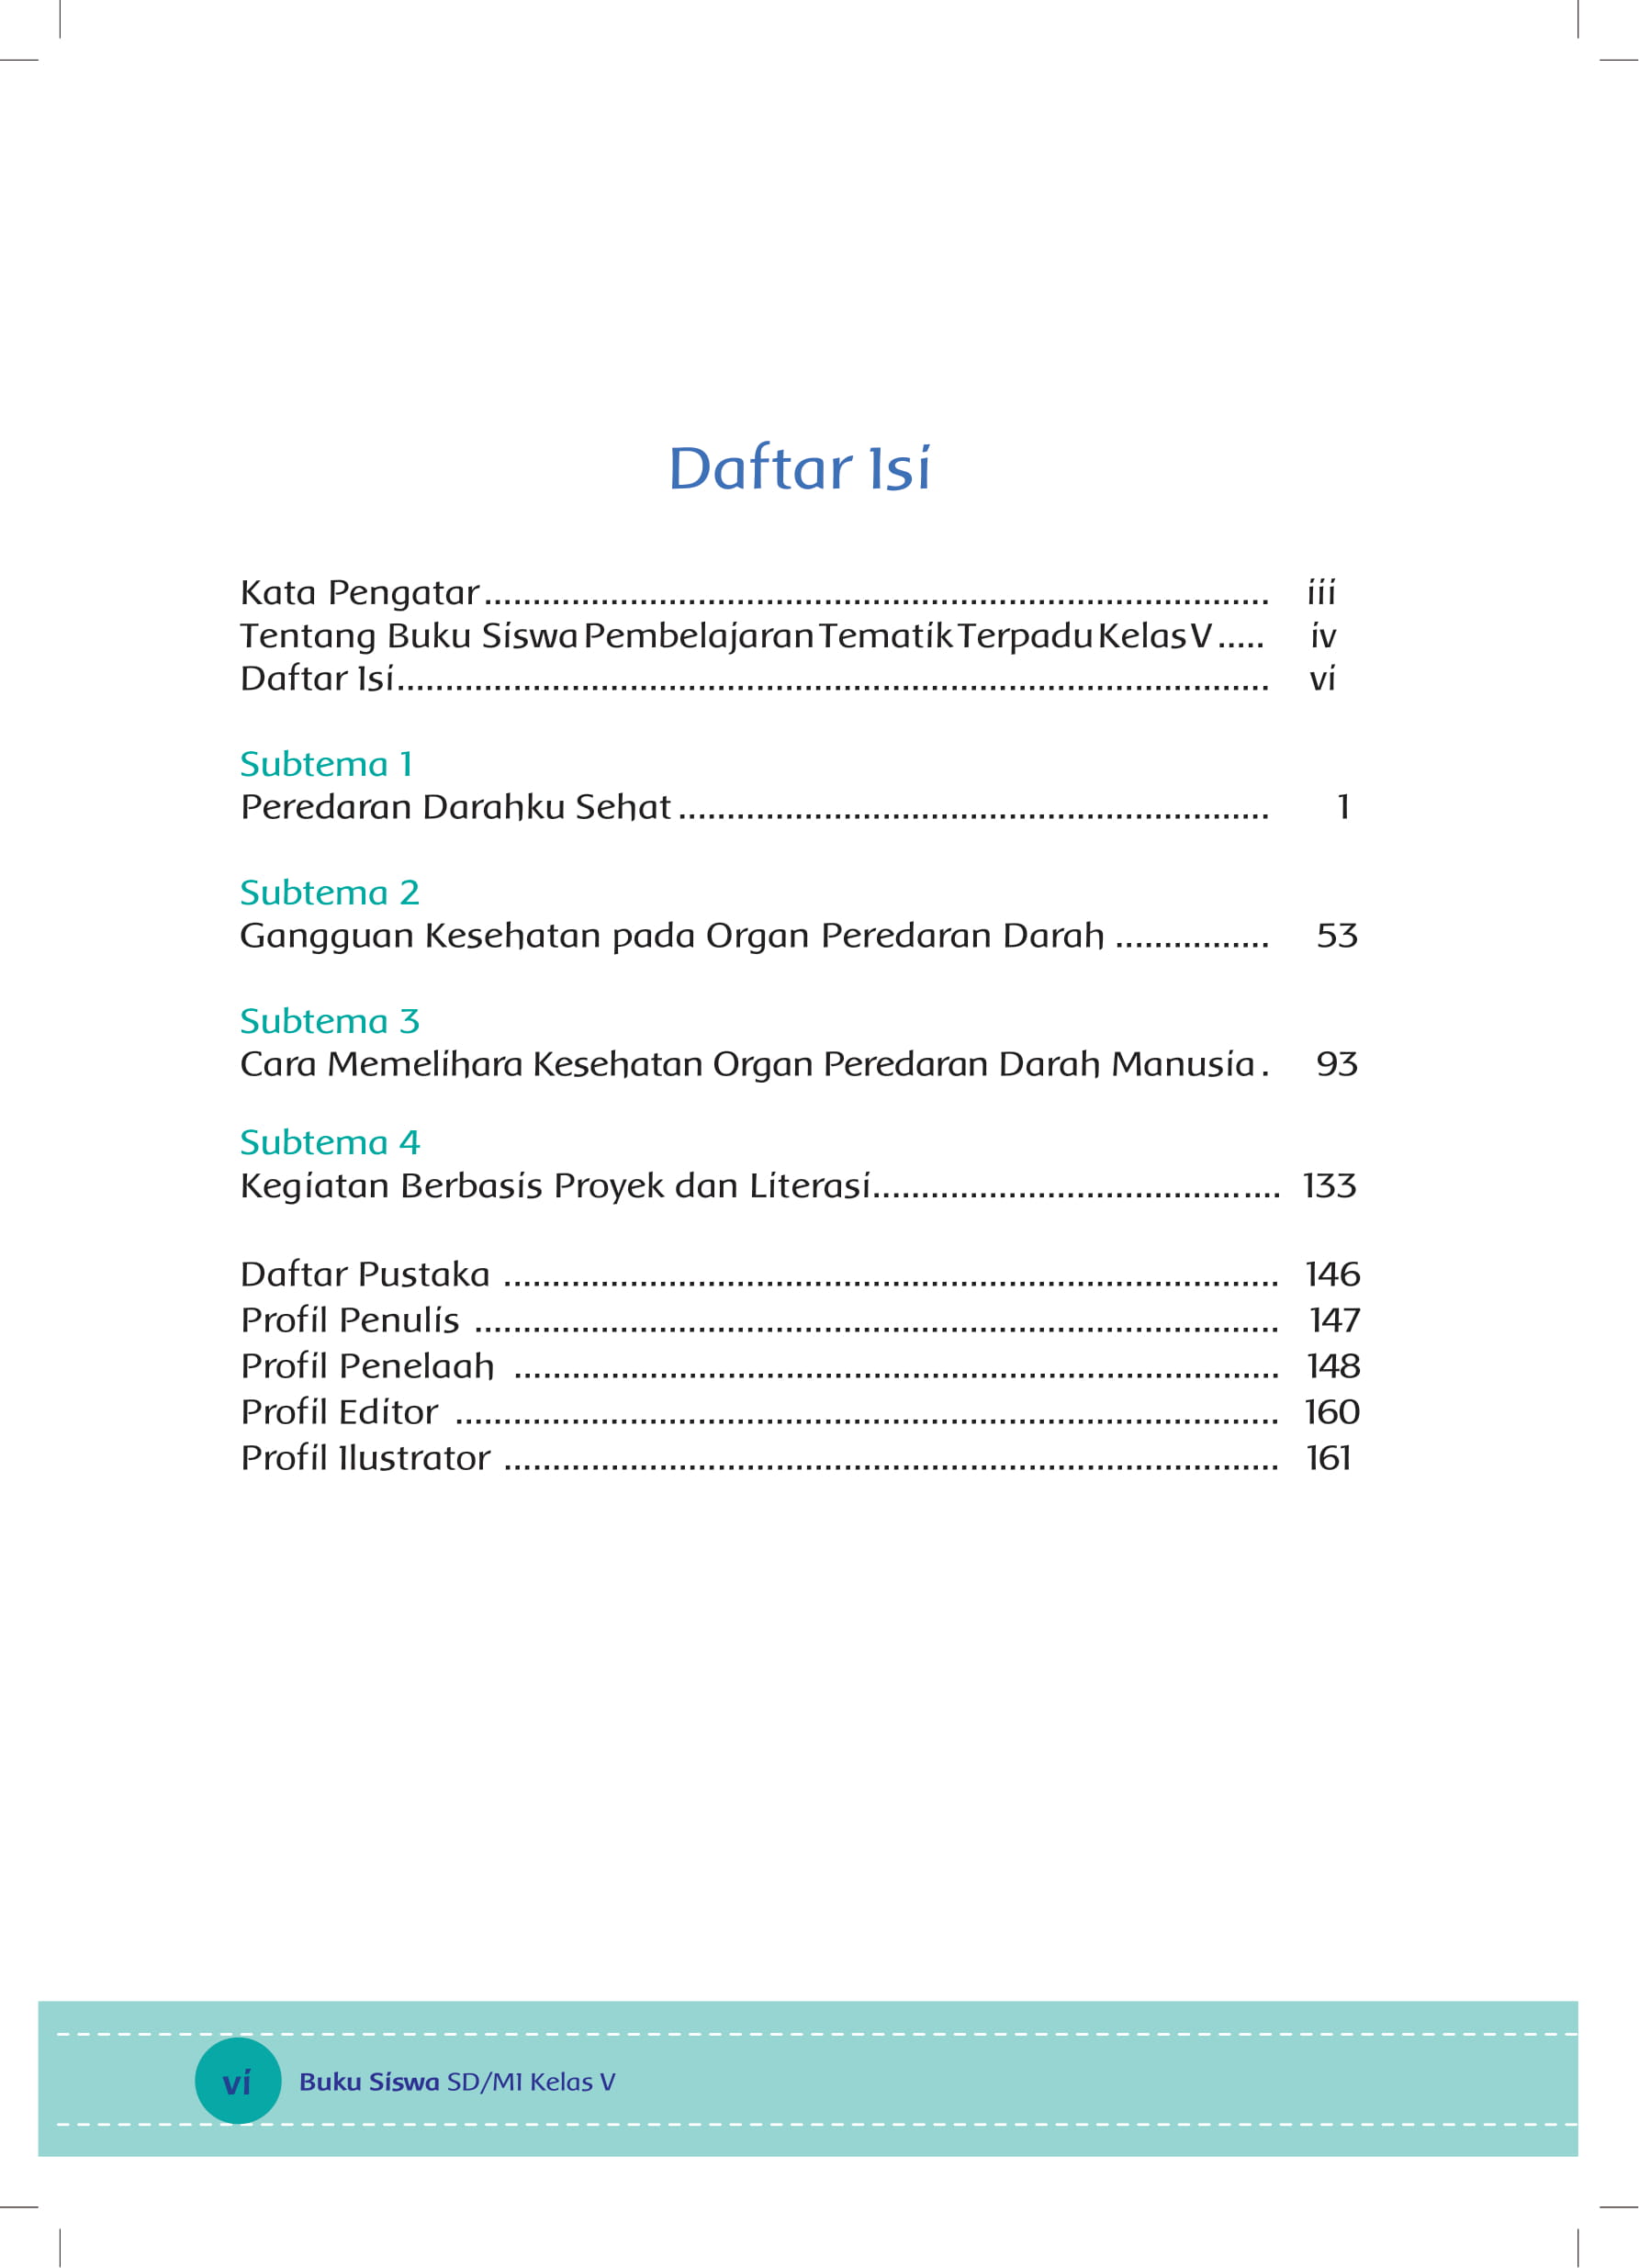 Daftar Isi
Kata Pengatar................................................................................. iii
Tentang Buku Siswa Pembelajaran Tematik Terpadu Kelas V ..... iv
Daftar Isi.......................................................................................... vi
Subtema 1
Peredaran Darahku Sehat ............................................................. 1
Subtema 2
Gangguan Kesehatan pada Organ Peredaran Darah ................ 53
Subtema 3
Cara Memelihara Kesehatan Organ Peredaran Darah Manusia . 93
Subtema 4
Kegiatan Berbasis Proyek dan Literasi.......................................... 133
Daftar Pustaka ................................................................................ 146
Profil Penulis ................................................................................... 147
Profil Penelaah ............................................................................... 148
Profil Editor ..................................................................................... 160
Profil Ilustrator ................................................................................ 161
vi Buku Siswa SD/MI Kelas V